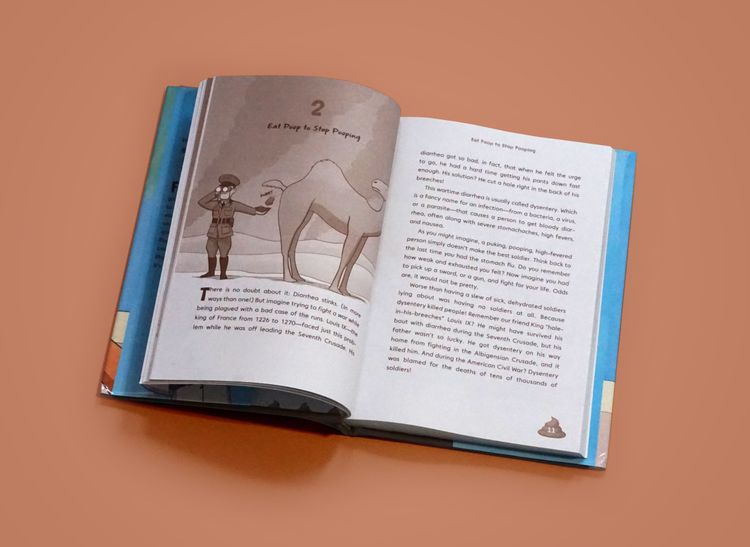 2
Eat Poop to Stop Pooping
There is no doubt about it: Diarrhea stinks. (In more
ways than one!) But imagine trying to fight a war while
being plagued with a bad case of the runs. Louis IX—the
king of France from 1226 to 1270—faced just this prob-
lem while he was off leading the Seventh Crusade. His
Eat Poop to Stop Pooping
diarrhea got so bad, in fact, that when he felt the urge
to go, he had a hard time getting his pants down fast
enough. His solution? He cut a hole right in the back of his
breeches!
This wartime diarrhea is usually called dysentery. Which
is a fancy name for an infection—from a bacteria, a virus,
or a parasite—that causes a person to get bloody diar-
rhea, often along with severe stomachaches, high fevers,
and nausea.
As you might imagine, a puking, pooping, high-fevered
person simply doesn't make the best soldier. Think back to
the last time you had the stomach flu. Do you remember
how weak and exhausted you felt? Now imagine you had
to pick up a sword, or a gun, and fight for your life. Odds
are, it would not be pretty.
Worse than having a slew of sick, dehydrated soldiers
lying about was having no soldiers at all. Because
dysentery killed people! Remember our friend King "hole-
in-his-breeches" Louis IX? He might have survived his
bout with diarrhea during the Seventh Crusade, but his
father wasn't so lucky. He got dysentery on his way
home from fighting in the Albigensian Crusade, and it
killed him. And during the American Civil War? Dysentery
was blamed for the deaths of tens of thousands of
soldiers!
11